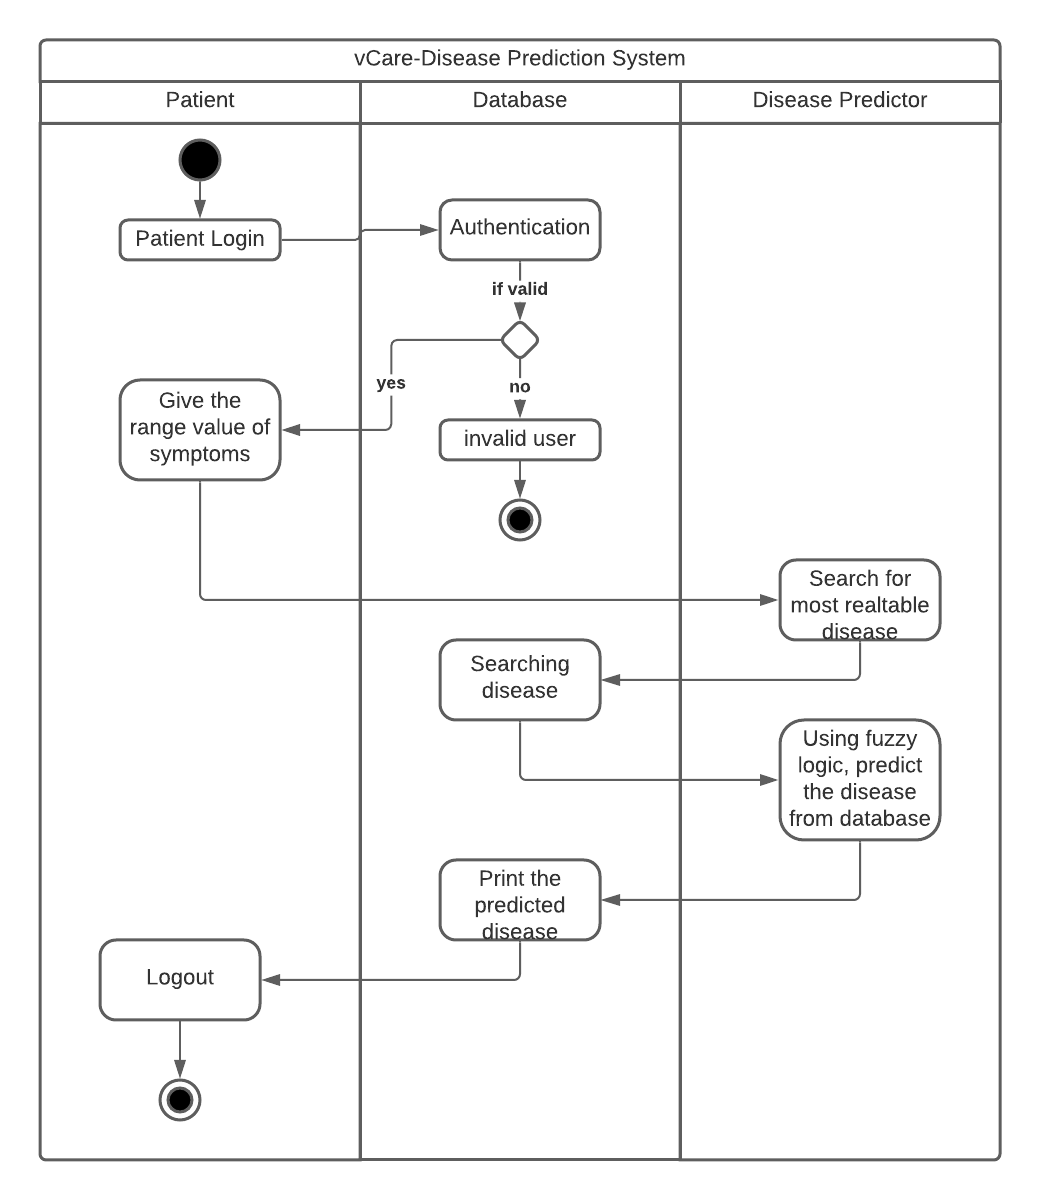 vCare-Disease Prediction System
Patient
Database
Disease Predictor
Patient Login
Authentication
if valid
yes
no
Give the
range value of
symptoms
invalid user
Search for
most realtable
disease
Searching
disease
Using fuzzy
logic, predict
the disease
from database
Print the
predicted
disease
Logout